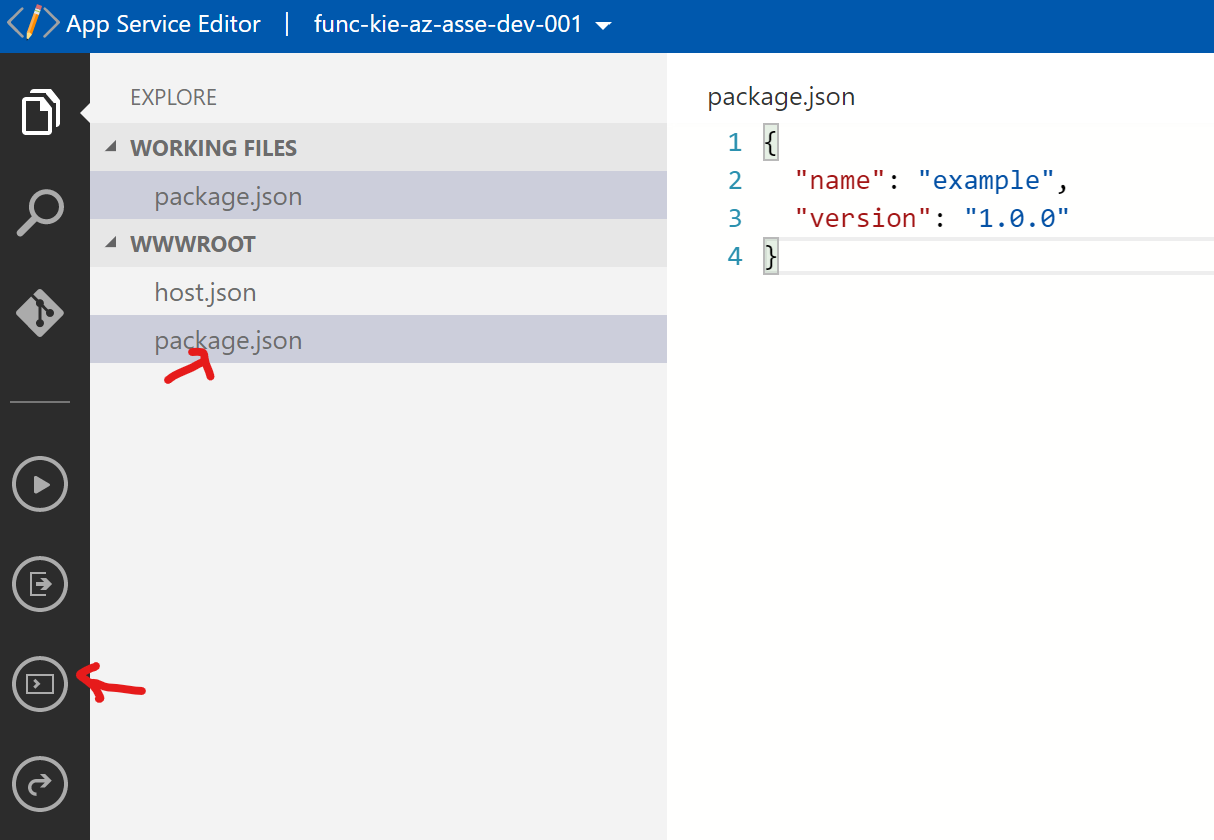 App Service Editor | func-kie-az-asse-dev-001
EXPLORE
WORKING FILES
package.json
WWWROOT
host.json
package.json
package.json
1 {
2   "name": "example",
3   "version": "1.0.0"
4 }